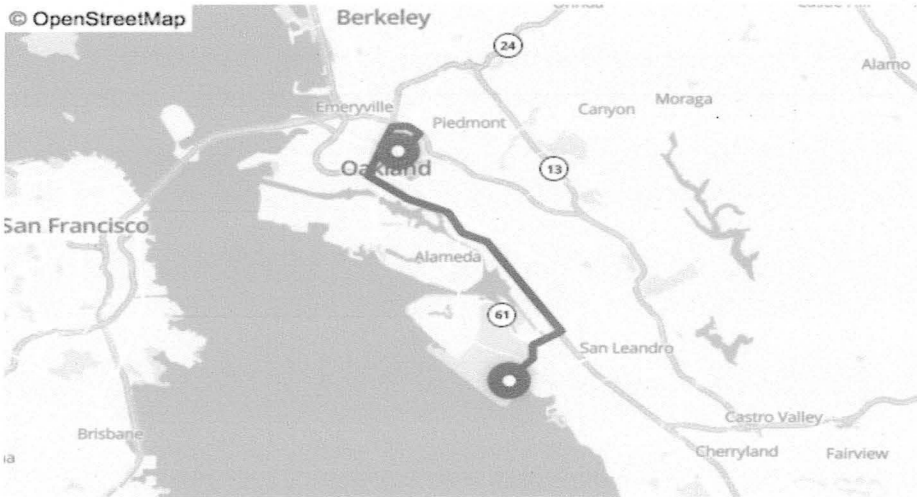 © OpenStreetMap
Berkeley
24
Alamo
Emeryville
Canyon
Moraga
Piedmont
Oakland
13
San Francisco
Alameda
61
San Leandro
Castro Valley
Brisbane
Cherryland
Fairview